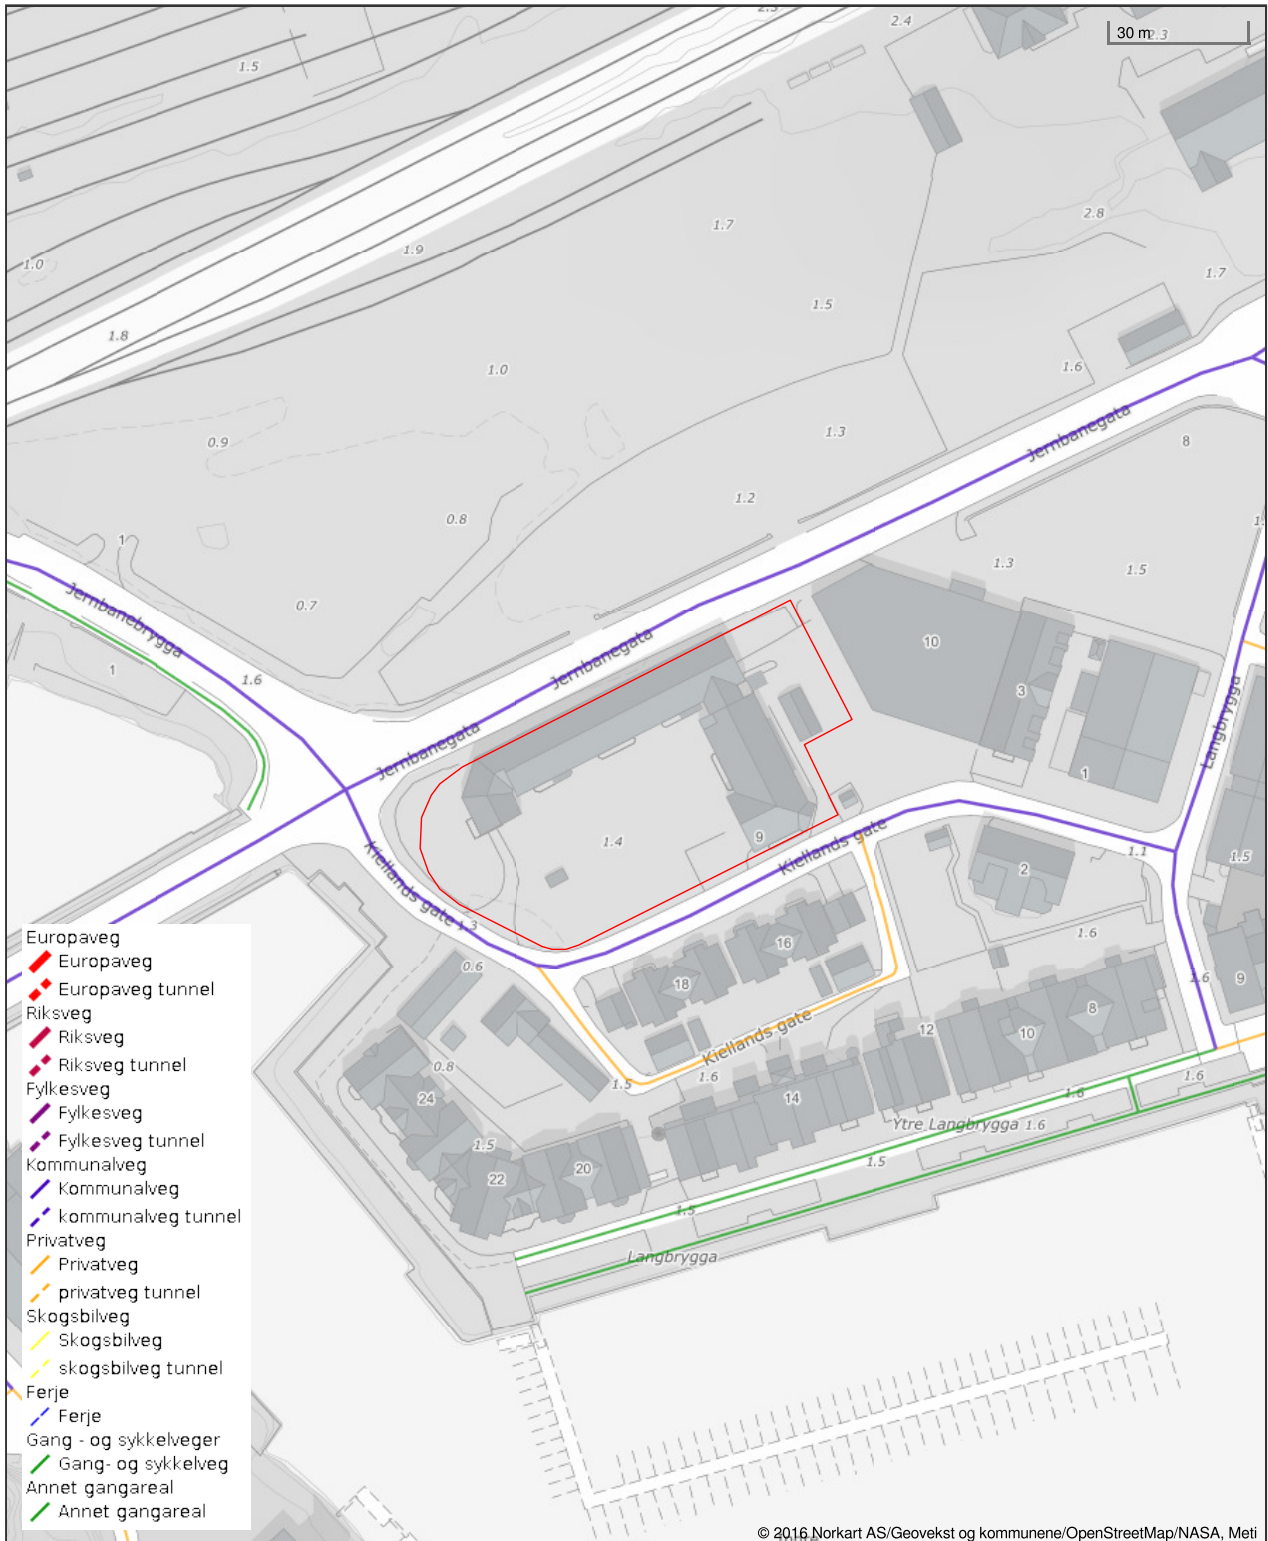 2.3
2.4
30 m
2.3
1.5
1.7
2.8
1.9
1.0
1.7
1.5
1.8
1.6
1.0
1.3
Jernbanegata
8
0.9
1.2
0.8
1
1.3
1.5
Jernbanebrygga
0.7
10
Jernbanegata
1
1.6
3
Langbrygga
Jernbanegata
1
9
Kiellands gate
1.4
1.1
1.5
2
Kiellands gate
1.3
1.6
16
0.6
18
1.6
9
Kiellands gate
12
10
8
0.8
1.5
1.6
1.6
24
14
1.6
Ytre Langbrygga
1.6
1.5
1.5
22
20
1.5
Langbrygga
Europaveg
Europaveg
Europaveg tunnel
Riksveg
Riksveg
Riksveg tunnel
Fylkesveg
Fylkesveg
Fylkesveg tunnel
Kommunalveg
Kommunalveg
kommunalveg tunnel
Privatveg
Privatveg
privatveg tunnel
Skogsbilveg
Skogsbilveg
skogsbilveg tunnel
Ferje
Ferje
Gang - og sykkelveger
Gang- og sykkelveg
Annet gangareal
Annet gangareal
© 2016 Norkart AS/Geovekst og kommunene/OpenStreetMap/NASA, Meti